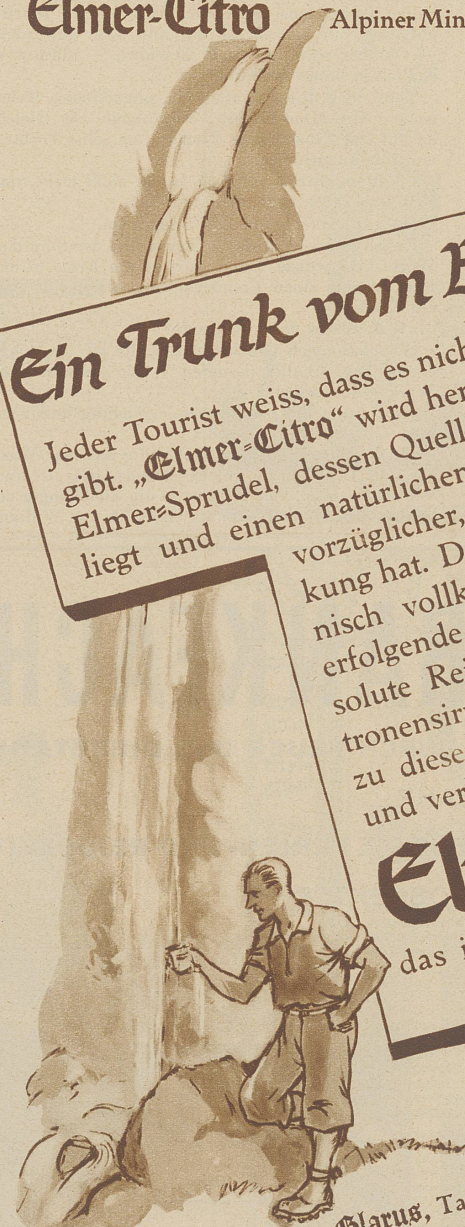 Elmer-Citro
Alpiner Min
Ein Trunk vom E
Jeder Tourist weiss, dass es nich
gibt. „Elmer-Citro“ wird her
Elmer-Sprudel, dessen Quell
liegt und einen natürlichen
vorzüglicher,
kung hat. D
nisch vollk
erfolgende
solute Rei
tronensir
zu diese
und ver
El
das i
Glarus, Ta